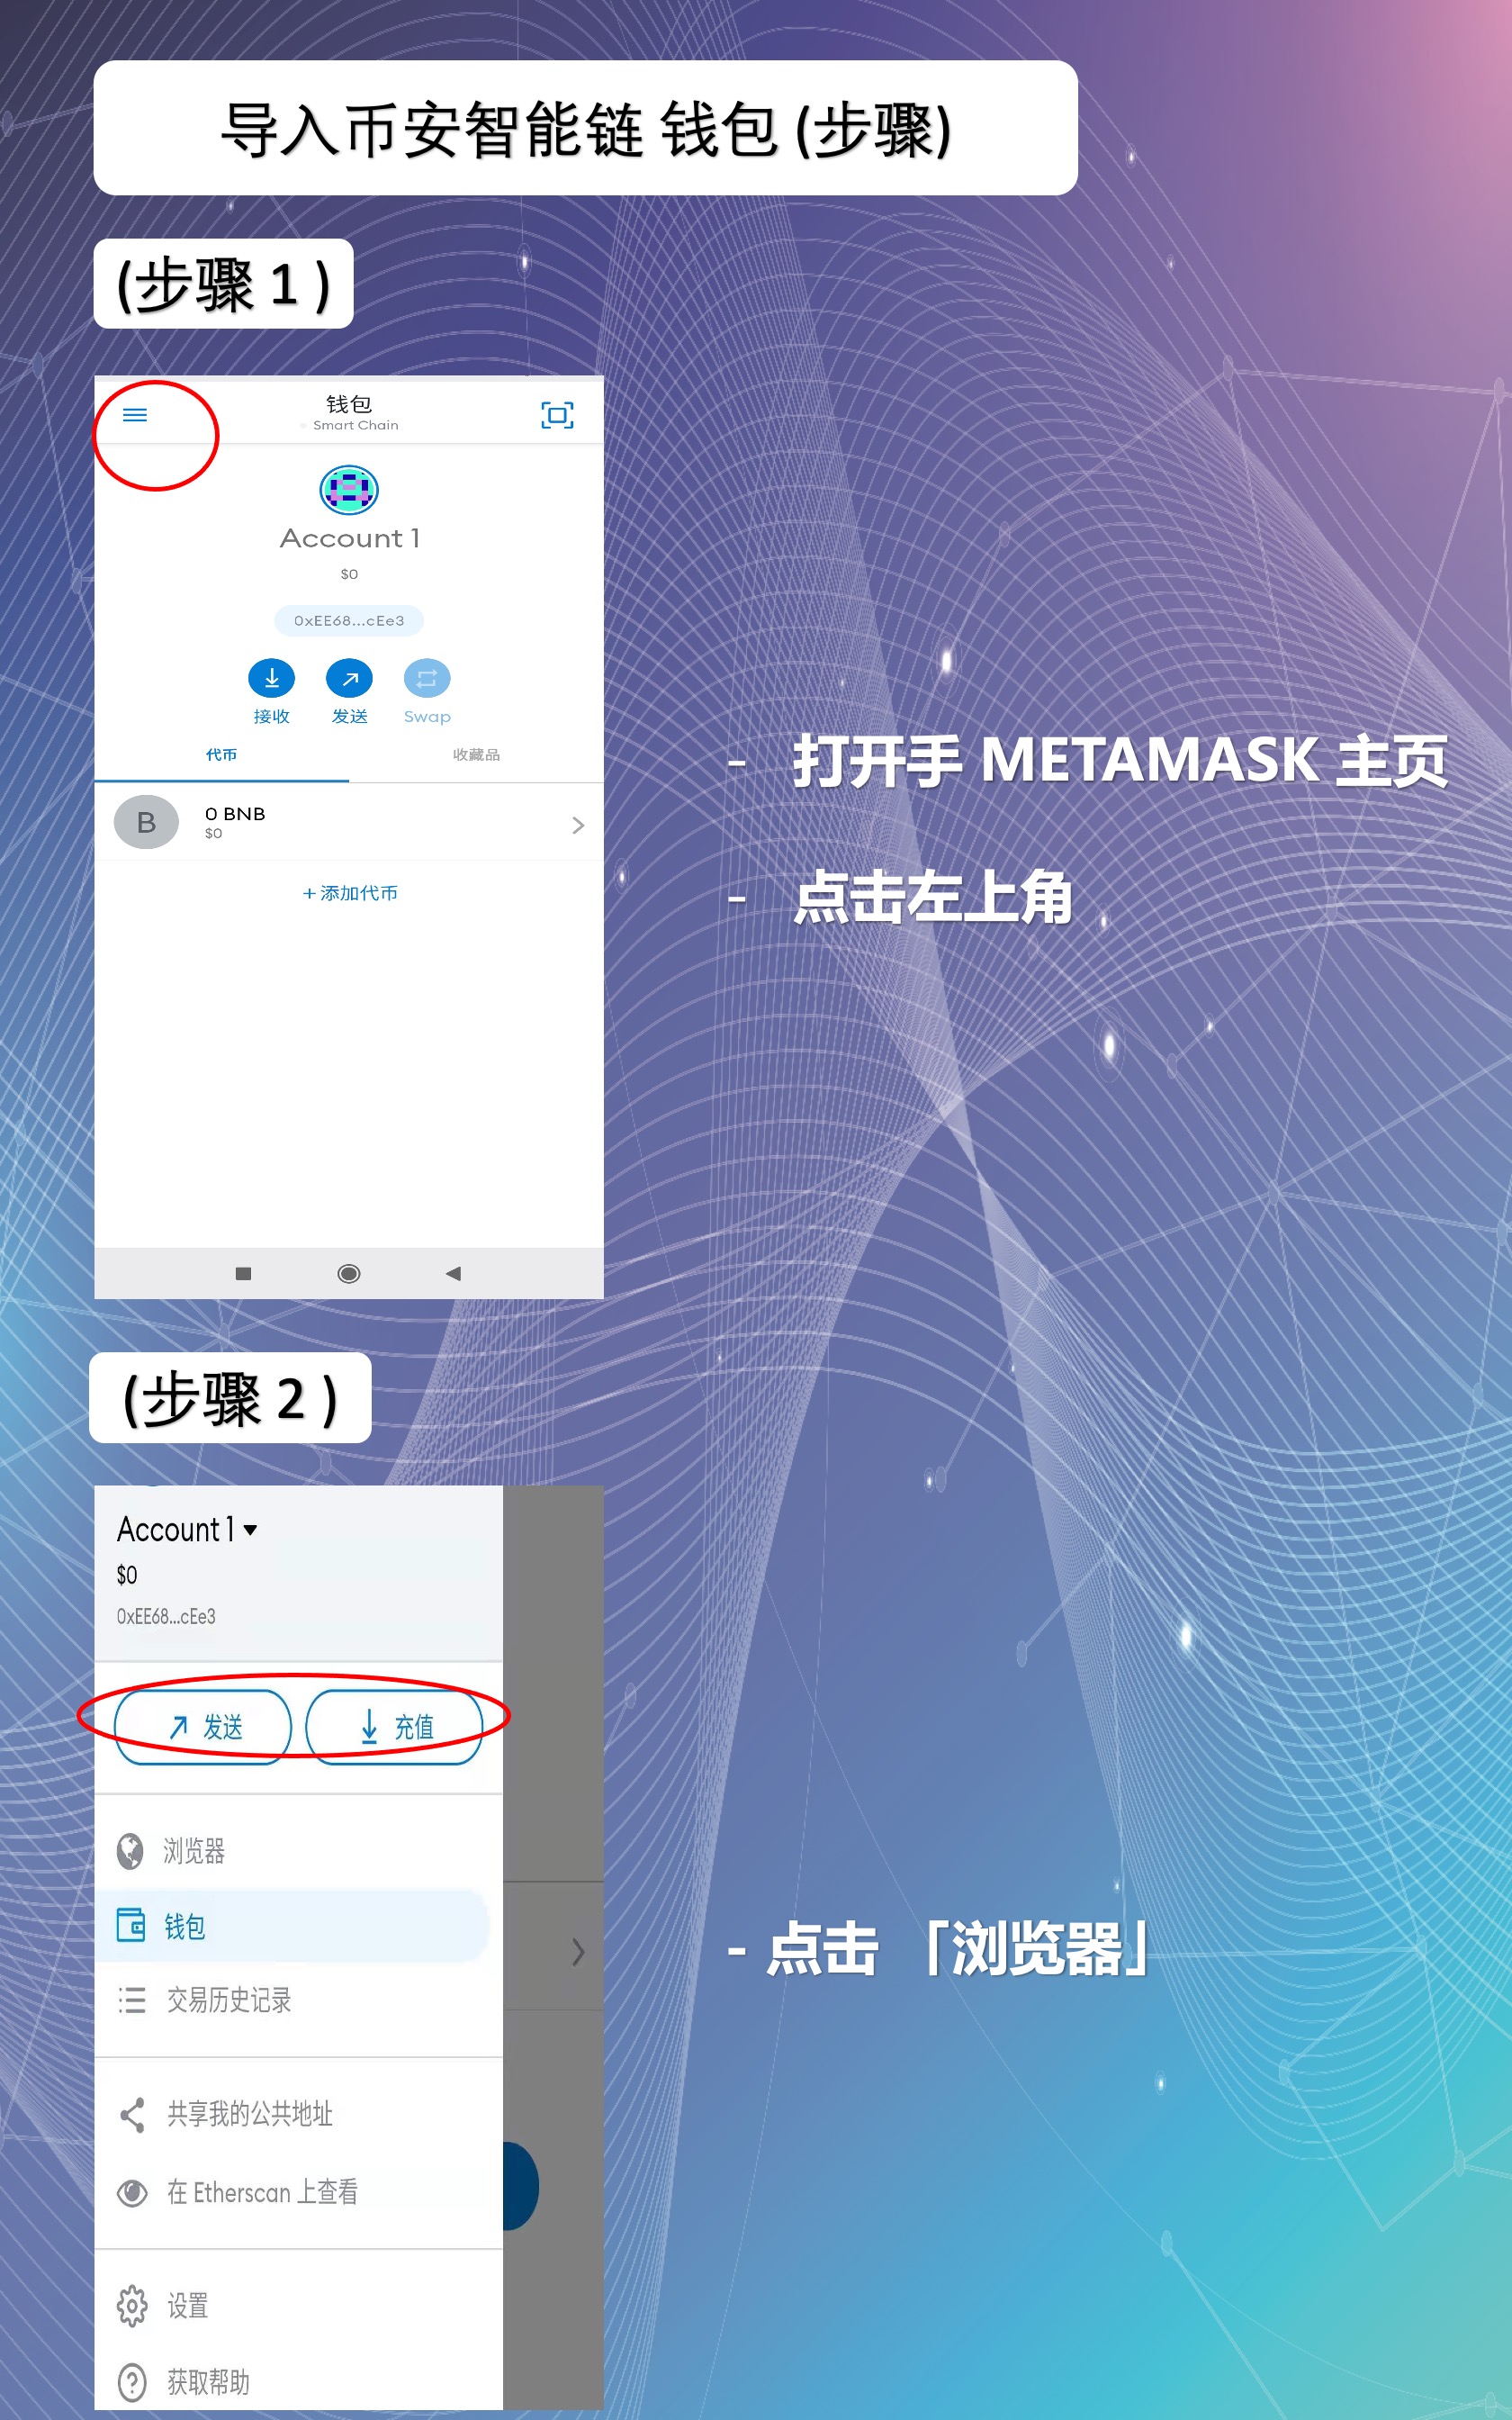 导入币安智能链 钱包 (步骤)
(步骤 1 )
钱包
Smart Chain
Account 1
$0
0xEE68...cEe3
接收 发送 Swap
代币 收藏品
B 0 BNB
$0
+ 添加代币
- 打开手 METAMASK 主页
- 点击左上角
(步骤 2 )
Account 1
$0
0xEE68...cEe3
发送 充值
浏览器
钱包
交易历史记录
共享我的公共地址
在 Etherscan 上查看
设置
获取帮助
- 点击 「浏览器」